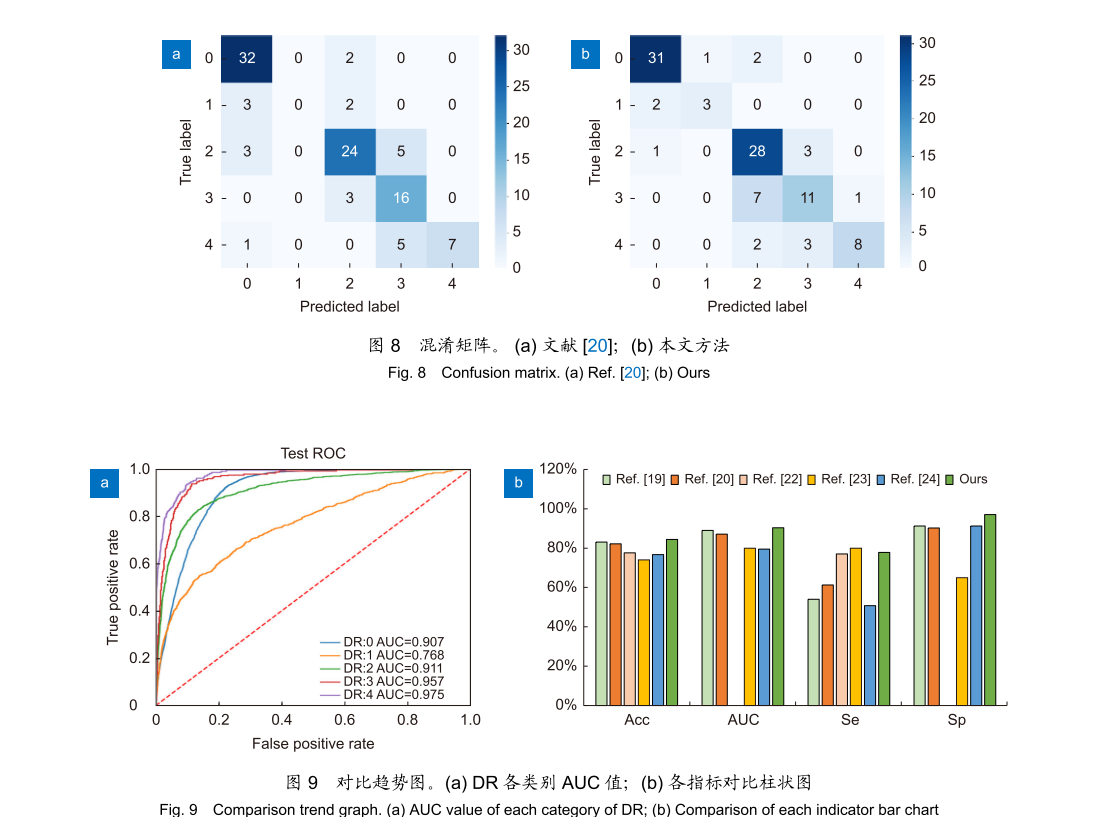 a
0 32 0 2 0 0
1 3 0 2 0 0
2 3 0 24 5 0
3 0 0 3 16 0
4 1 0 0 5 7
0 1 2 3 4
True label
Predicted label
30
25
20
15
10
5
0
b
0 31 1 2 0 0
1 2 3 0 0 0
2 1 0 28 3 0
3 0 0 7 11 1
4 0 0 2 3 8
0 1 2 3 4
True label
Predicted label
30
25
20
15
10
5
0
图 8 混淆矩阵。 (a) 文献 [20]；(b) 本文方法
Fig. 8 Confusion matrix. (a) Ref. [20]; (b) Ours
a
Test ROC
1.0
0.8
0.6
0.4
0.2
0
True positive rate
DR:0 AUC=0.907
DR:1 AUC=0.768
DR:2 AUC=0.911
DR:3 AUC=0.957
DR:4 AUC=0.975
0 0.2 0.4 0.6 0.8 1.0
False positive rate
b
120%
100%
80%
60%
40%
20%
0%
Ref. [19] Ref. [20] Ref. [22] Ref. [23] Ref. [24] Ours
Acc AUC Se Sp
图 9 对比趋势图。(a) DR 各类别 AUC 值；(b) 各指标对比柱状图
Fig. 9 Comparison trend graph. (a) AUC value of each category of DR; (b) Comparison of each indicator bar chart